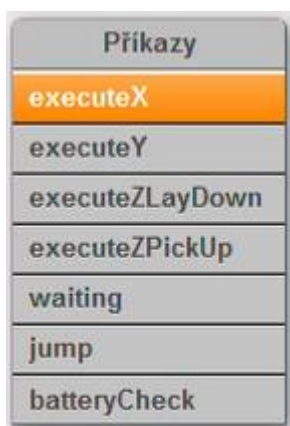 Příkazy
executeX
executeY
executeZLayDown
executeZPickUp
waiting
jump
batteryCheck